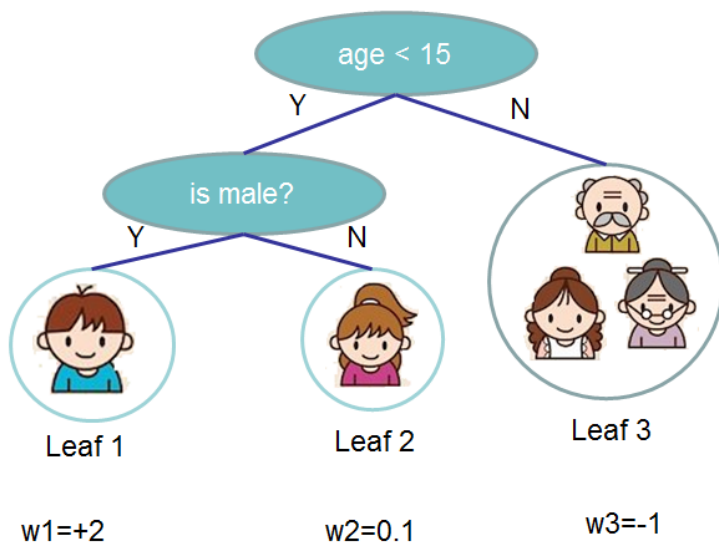 age < 15
Y
N
is male?
Y
N
Leaf 1
Leaf 2
Leaf 3
w1=+2
w2=0.1
w3=-1